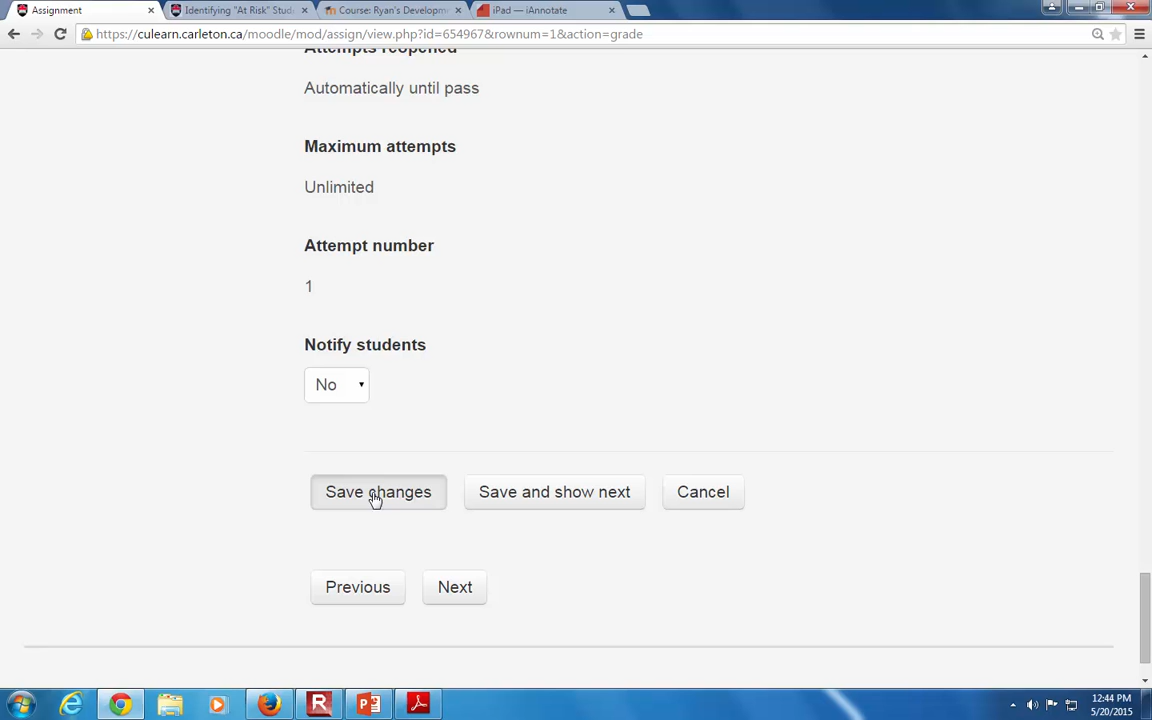 Assignment
Identifying "At Risk" Stud
Course: Ryan's Developm
iPad — iAnnotate
https://culearn.carleton.ca/moodle/mod/assign/view.php?id=654967&rownum=1&action=grade
Attempts reopened
Automatically until pass
Maximum attempts
Unlimited
Attempt number
1
Notify students
No
Save changes
Save and show next
Cancel
Previous
Next
12:44 PM
5/20/2015